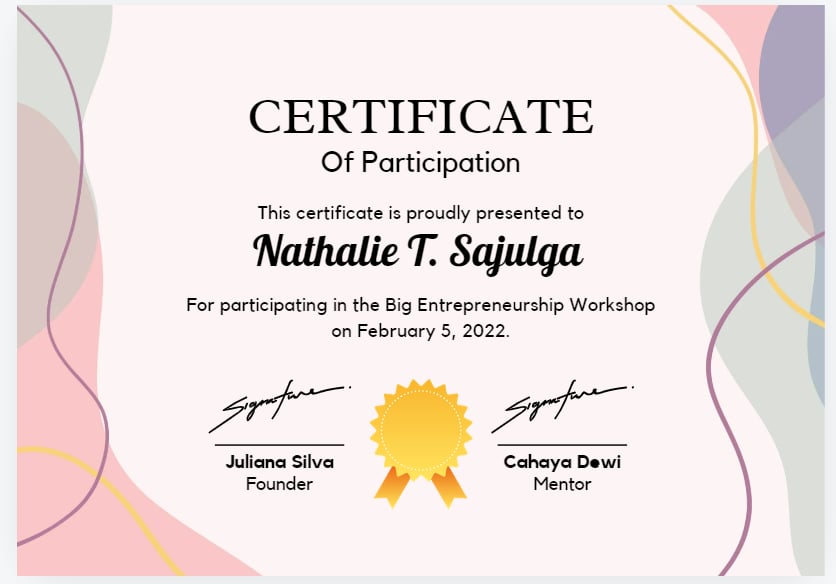 CERTIFICATE
Of Participation
This certificate is proudly presented to
Nathalie T. Sajulga
For participating in the Big Entrepreneurship Workshop
on February 5, 2022.
Signature Signature
Juliana Silva Cahaya Dewi
Founder Mentor